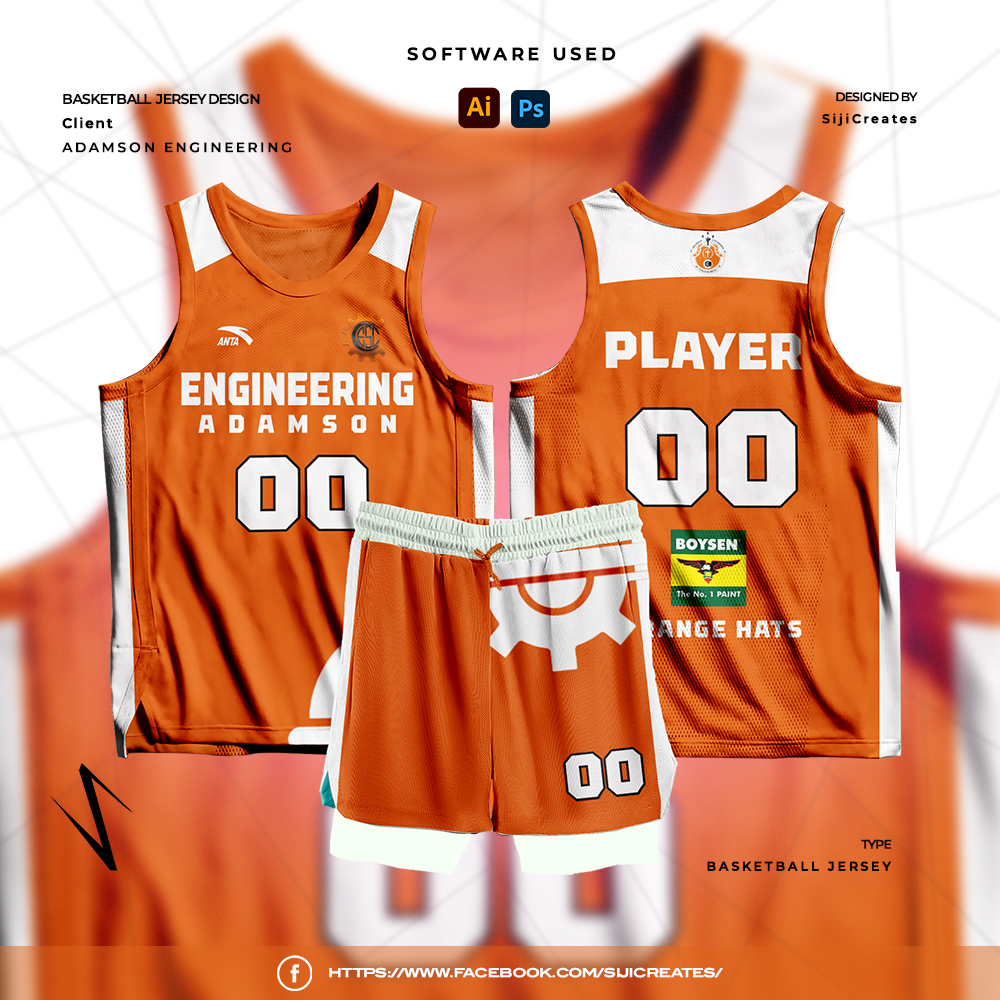 SOFTWARE USED
Ai
Ps
BASKETBALL JERSEY DESIGN
Client
ADAMSON ENGINEERING
DESIGNED BY
SijiCreates
ANTA
ENGINEERING
ADAMSON
00
PLAYER
00
BOYSEN
The No. 1 PAINT
RANGE HATS
00
TYPE
BASKETBALL JERSEY
00
f
HTTPS://WWW.FACEBOOK.COM/SIJICREATES/